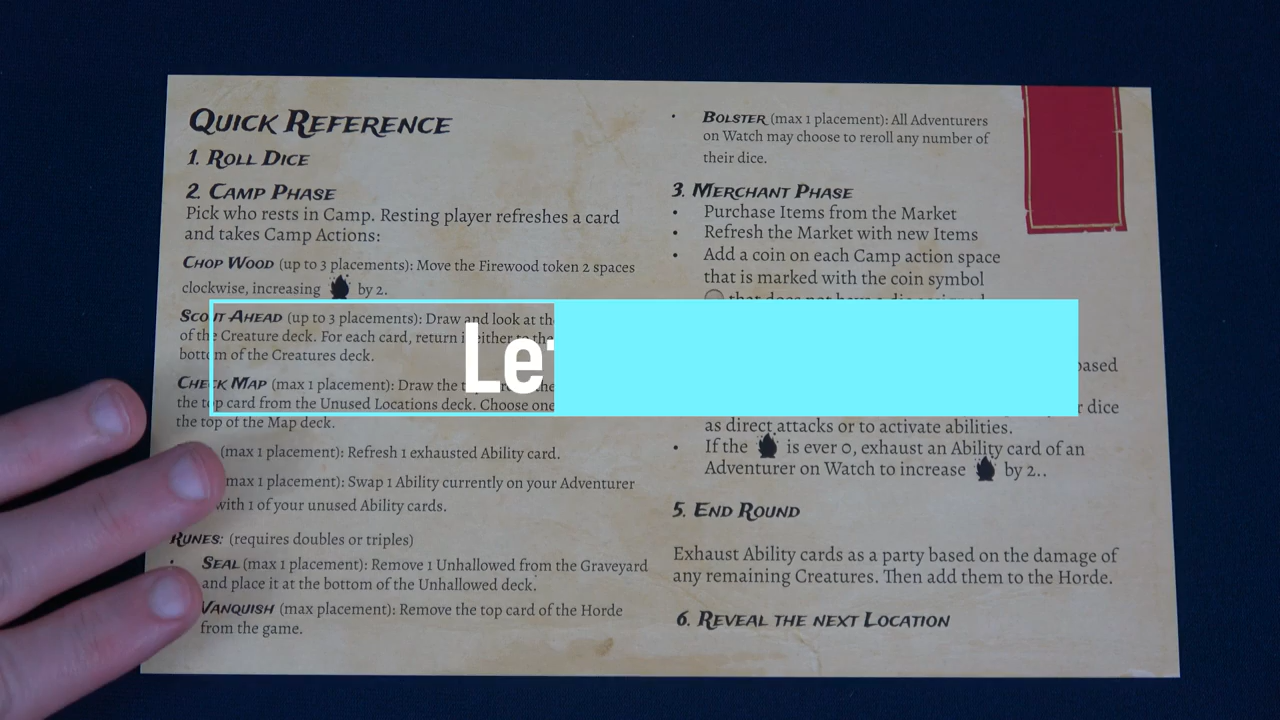 QUICK REFERENCE
1. ROLL DICE
2. CAMP PHASE
Pick who rests in Camp. Resting player refreshes a card
and takes Camp Actions:
CHOP WOOD (up to 3 placements): Move the Firewood token 2 spaces
clockwise, increasing by 2.
SCOUT AHEAD (up to 3 placements): Draw and look at the
of the Creature deck. For each card, return it either to the
bottom of the Creatures deck.
CHECK MAP (max 1 placement): Draw the
the top card from the Unused Locations deck. Choose one
the top of the Map deck.
(max 1 placement): Refresh 1 exhausted Ability card.
(max 1 placement): Swap 1 Ability currently on your Adventurer
with 1 of your unused Ability cards.
RUNES: (requires doubles or triples)
• SEAL (max 1 placement): Remove 1 Unhallowed from the Graveyard
and place it at the bottom of the Unhallowed deck.
VANQUISH (max placement): Remove the top card of the Horde
from the game.
• BOLSTER (max 1 placement): All Adventurers
on Watch may choose to reroll any number of
their dice.
3. MERCHANT PHASE
• Purchase Items from the Market
• Refresh the Market with new Items
• Add a coin on each Camp action space
that is marked with the coin symbol
that does not have a die assigned
based
dice
as direct attacks or to activate abilities.
• If the is ever 0, exhaust an Ability card of an
Adventurer on Watch to increase by 2..
5. END ROUND
Exhaust Ability cards as a party based on the damage of
any remaining Creatures. Then add them to the Horde.
6. REVEAL THE NEXT LOCATION
Le